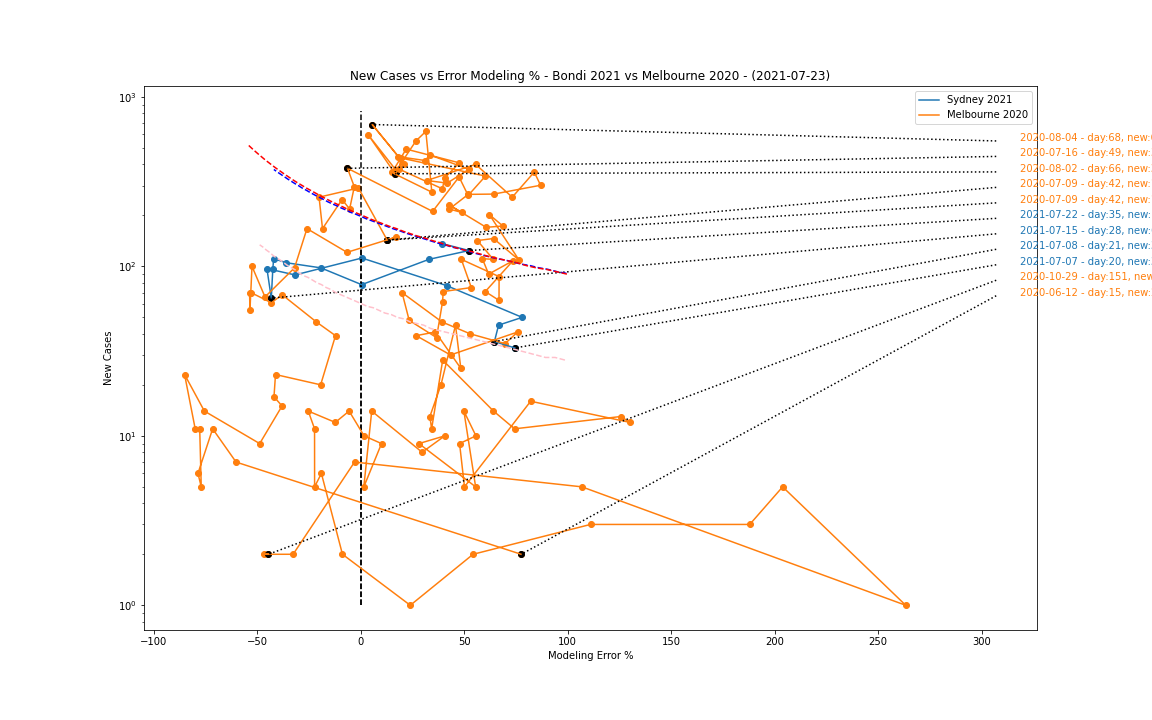 New Cases vs Error Modeling % - Bondi 2021 vs Melbourne 2020 - (2021-07-23)
Sydney 2021
Melbourne 2020
2020-08-04 - day:68, new:
2020-07-16 - day:49, new:
2020-08-02 - day:66, new:
2020-07-09 - day:42, new:
2020-07-09 - day:42, new:
2021-07-22 - day:35, new:
2021-07-15 - day:28, new:
2021-07-08 - day:21, new:
2021-07-07 - day:20, new:
2020-10-29 - day:151, new
2020-06-12 - day:15, new:
10³
10²
10¹
10⁰
New Cases
−100 −50 0 50 100 150 200 250 300
Modeling Error %